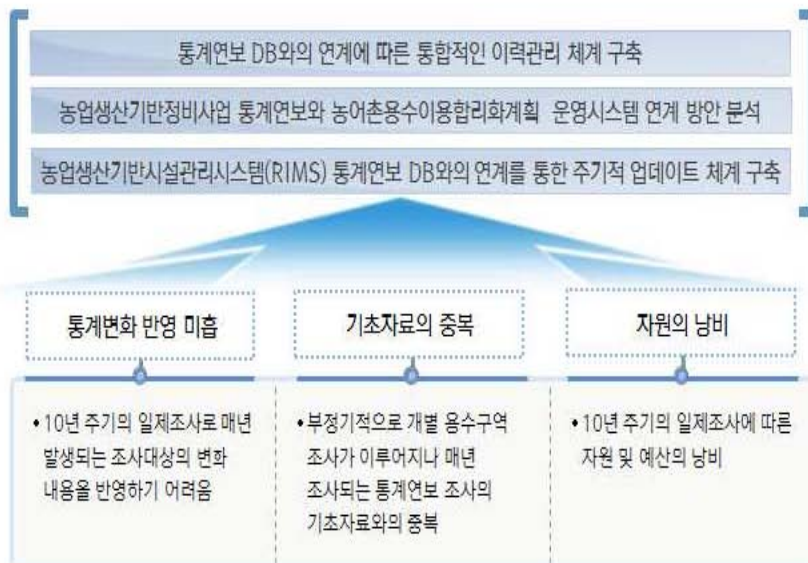 통계연보 DB와의 연계에 따른 통합적인 이력관리 체계 구축
농업생산기반정비사업 통계연보와 농어촌용수이용합리화계획 운영시스템 연계 방안 분석
농업생산기반시설관리시스템(RIMS) 통계연보 DB와의 연계를 통한 주기적 업데이트 체계 구축
통계변화 반영 미흡
• 10년 주기의 일제조사로 매년
발생되는 조사대상의 변화
내용을 반영하기 어려움
기초자료의 중복
• 부정기적으로 개별 용수구역
조사가 이루어지나 매년
조사되는 통계연보 조사의
기초자료와의 중복
자원의 낭비
• 10년 주기의 일제조사에 따른
자원 및 예산의 낭비